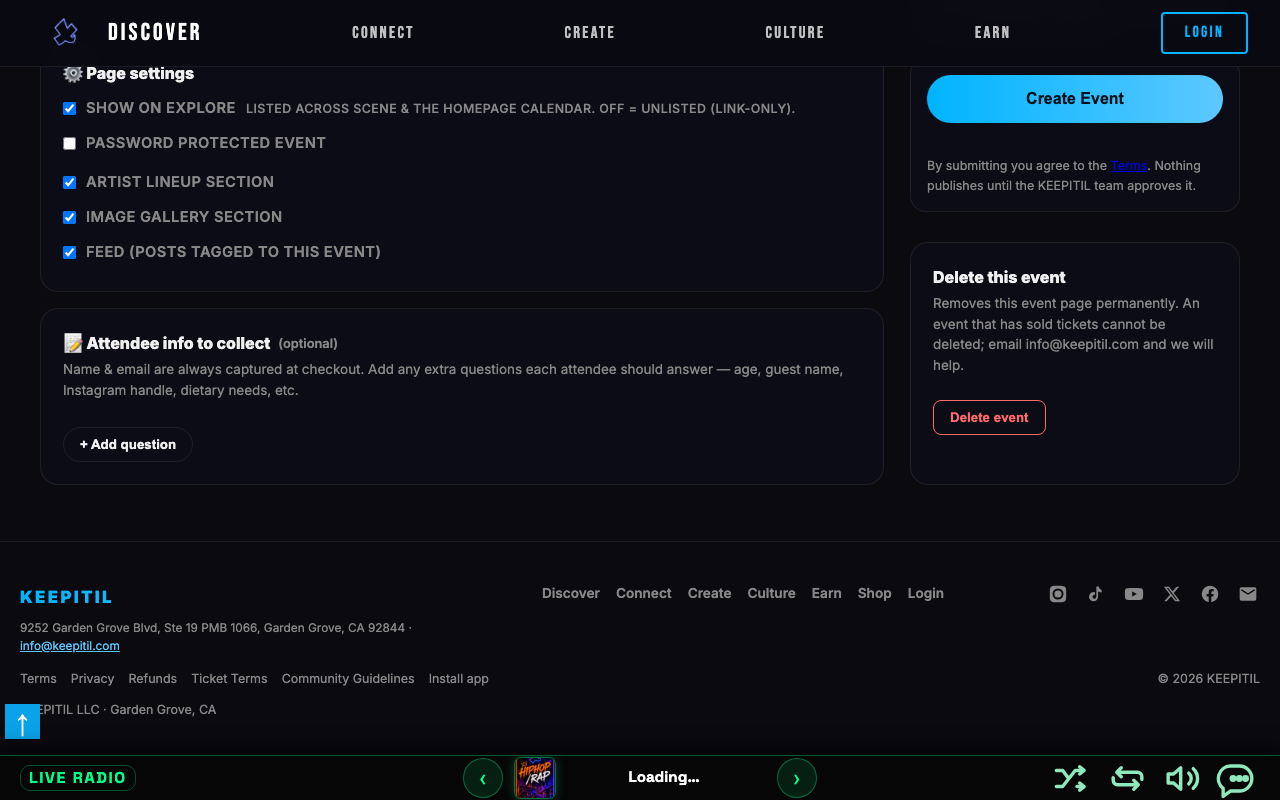 DISCOVER
CONNECT
CREATE
CULTURE
EARN
LOGIN
Page settings
SHOW ON EXPLORE LISTED ACROSS SCENE & THE HOMEPAGE CALENDAR. OFF = UNLISTED (LINK-ONLY).
PASSWORD PROTECTED EVENT
ARTIST LINEUP SECTION
IMAGE GALLERY SECTION
FEED (POSTS TAGGED TO THIS EVENT)
Attendee info to collect (optional)
Name & email are always captured at checkout. Add any extra questions each attendee should answer — age, guest name,
Instagram handle, dietary needs, etc.
+ Add question
Create Event
By submitting you agree to the Terms. Nothing
publishes until the KEEPITIL team approves it.
Delete this event
Removes this event page permanently. An
event that has sold tickets cannot be
deleted; email info@keepitil.com and we will
help.
Delete event
KEEPITIL
9252 Garden Grove Blvd, Ste 19 PMB 1066, Garden Grove, CA 92844 ·
info@keepitil.com
Discover Connect Create Culture Earn Shop Login
Terms Privacy Refunds Ticket Terms Community Guidelines Install app
© 2026 KEEPITIL
EPITIL LLC · Garden Grove, CA
LIVE RADIO
HIPHOP
/RAP
Loading...